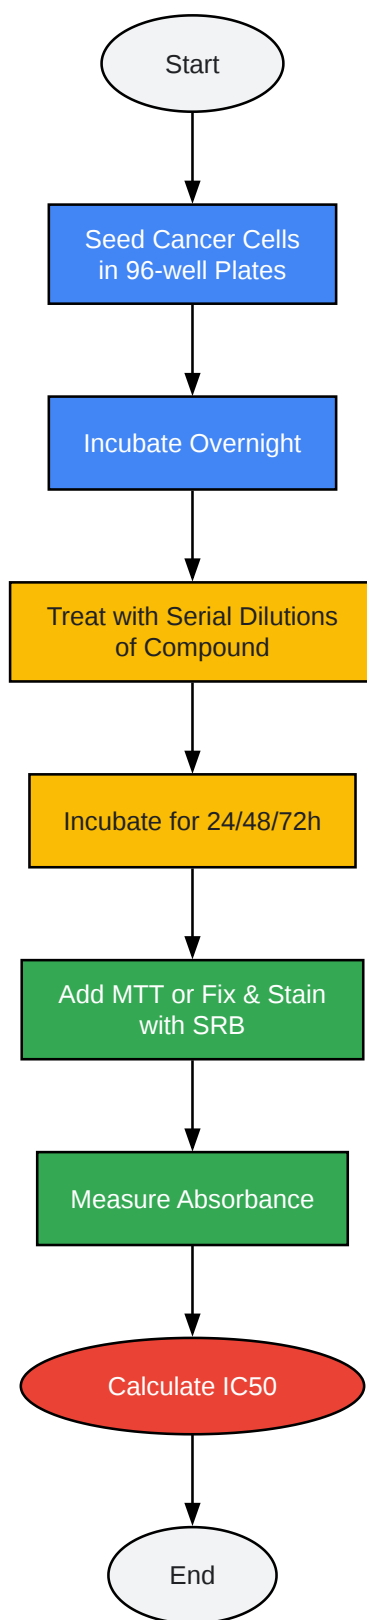 Start
Seed Cancer Cells
in 96-well Plates
Incubate Overnight
Treat with Serial Dilutions
of Compound
Incubate for 24/48/72h
Add MTT or Fix & Stain
with SRB
Measure Absorbance
Calculate IC50
End